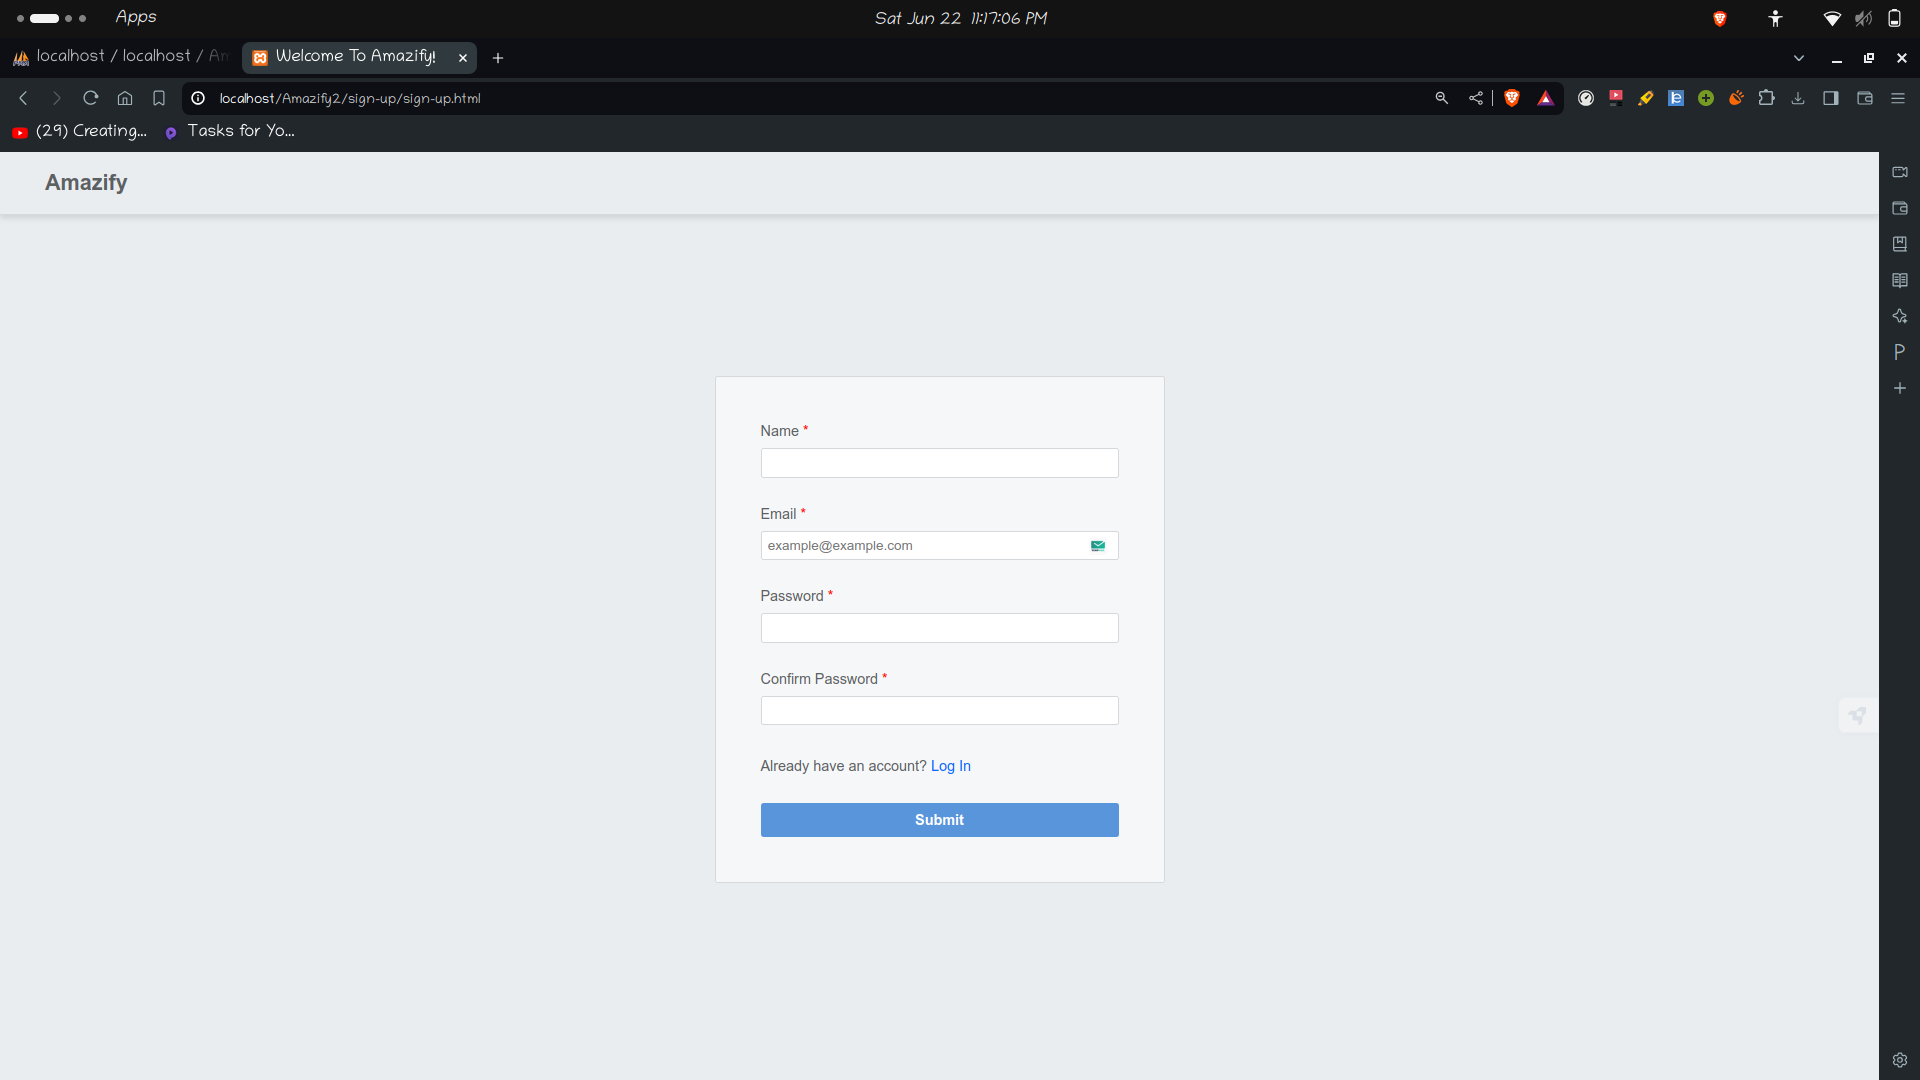 Apps
Sat Jun 22 11:17:06 PM
localhost / localhost / Am
Welcome To Amazify!
localhost/Amazify2/sign-up/sign-up.html
(29) Creating...
Tasks for Yo...
Amazify
Name *
Email *
example@example.com
Password *
Confirm Password *
Already have an account? Log In
Submit
P